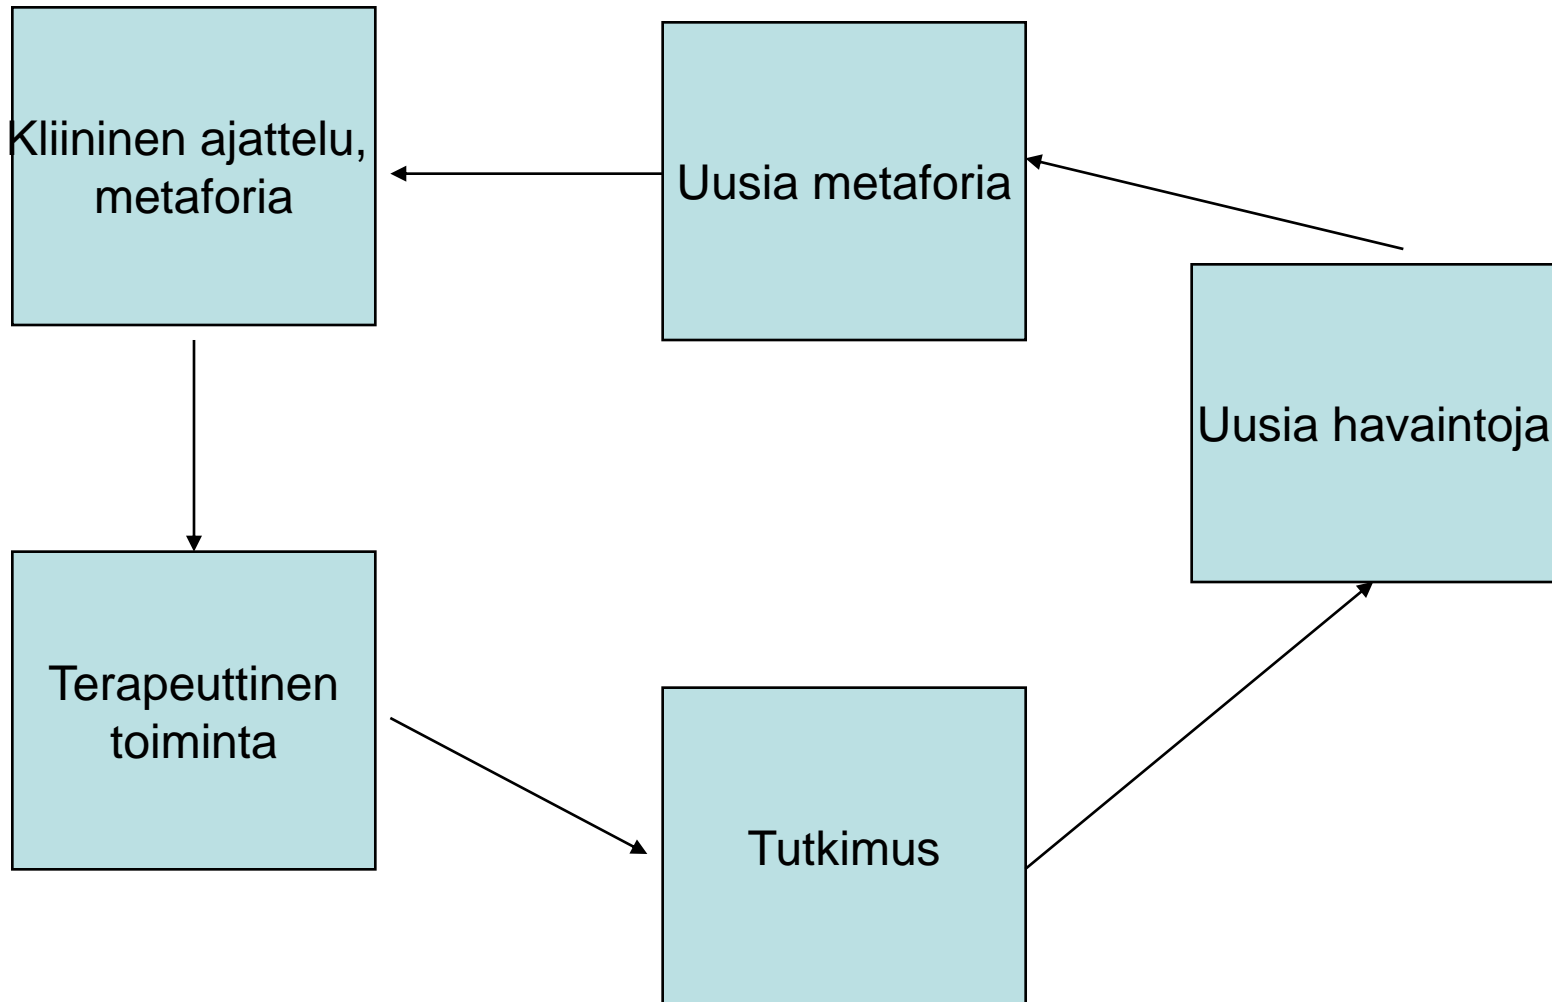 Kliininen ajattelu,
metaforia
Uusia metaforia
Uusia havaintoja
Terapeuttinen
toiminta
Tutkimus